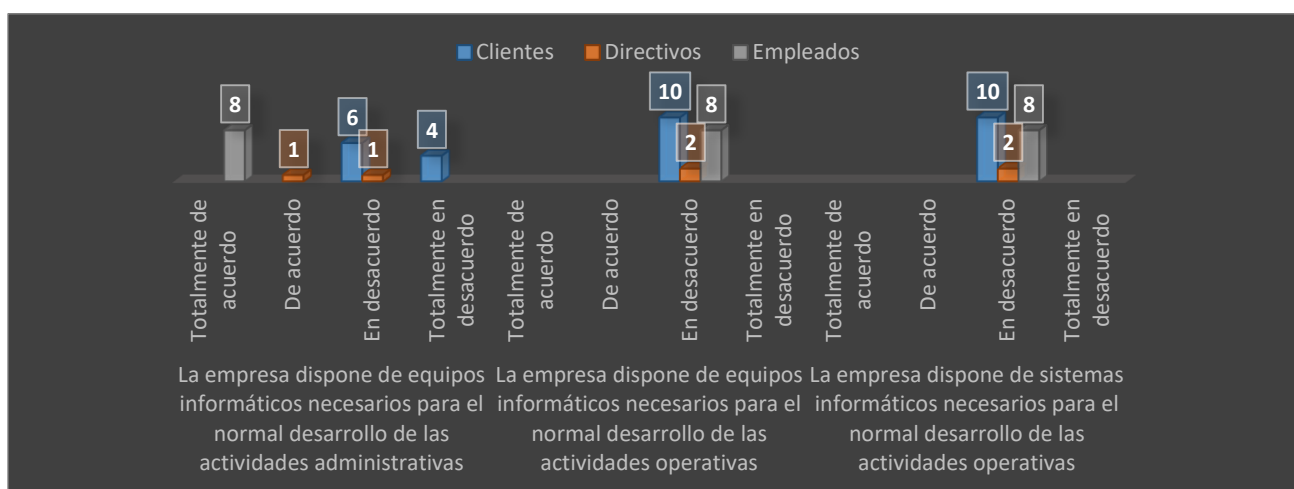 Clientes Directivos Empleados
8
1
6
1
4
10
2
8
10
2
8
Totalmente de
acuerdo
De acuerdo
En desacuerdo
Totalmente en
desacuerdo
Totalmente de
acuerdo
De acuerdo
En desacuerdo
Totalmente en
desacuerdo
Totalmente de
acuerdo
De acuerdo
En desacuerdo
Totalmente en
desacuerdo
La empresa dispone de equipos
informáticos necesarios para el
normal desarrollo de las
actividades administrativas
La empresa dispone de equipos
informáticos necesarios para el
normal desarrollo de las
actividades operativas
La empresa dispone de sistemas
informáticos necesarios para el
normal desarrollo de las
actividades operativas